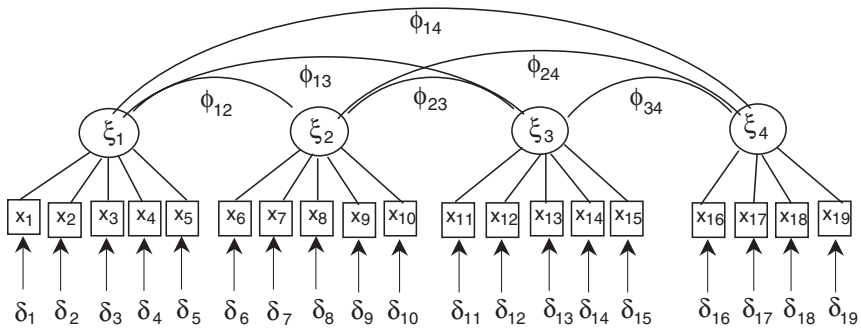 ϕ14
ϕ13 ϕ24
ϕ12 ϕ23 ϕ34
ξ1 ξ2 ξ3 ξ4
x1 x2 x3 x4 x5 x6 x7 x8 x9 x10 x11 x12 x13 x14 x15 x16 x17 x18 x19
δ1 δ2 δ3 δ4 δ5 δ6 δ7 δ8 δ9 δ10 δ11 δ12 δ13 δ14 δ15 δ16 δ17 δ18 δ19